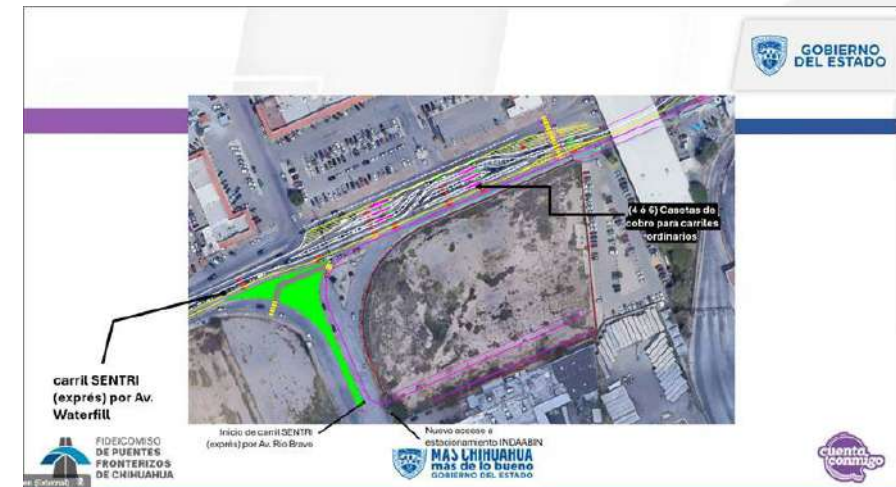 GOBIERNO
DEL ESTADO
(4 ó 6) Casetas de
cobro para carriles
ordinarios
carril SENTRI
(exprés) por Av.
Waterfill
Inicio de carril SENTRI
(exprés) por Av. Rio Bravo
Nuevo acceso a
estacionamiento INDAABIN
FIDEICOMISO
DE PUENTES
FRONTERIZOS
DE CHIHUAHUA
MÁS CHIHUAHUA
más de lo bueno
GOBIERNO DEL ESTADO
cuenta
conmigo
(External)